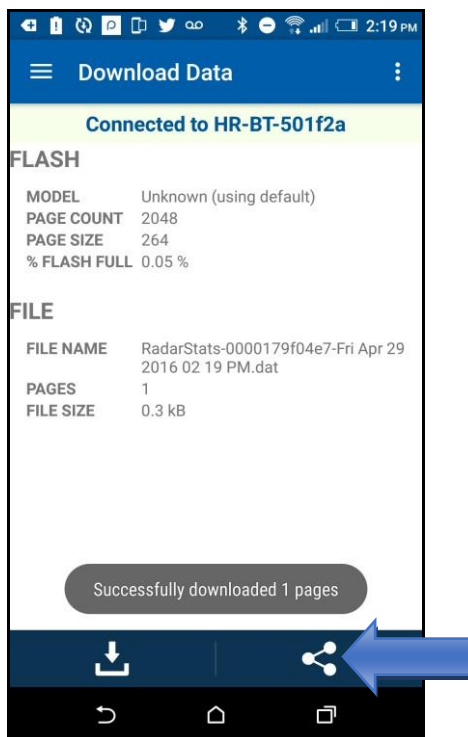 2:19 PM
Download Data
Connected to HR-BT-501f2a
FLASH
MODEL Unknown (using default)
PAGE COUNT 2048
PAGE SIZE 264
% FLASH FULL 0.05 %
FILE
FILE NAME RadarStats-0000179f04e7-Fri Apr 29
2016 02 19 PM.dat
PAGES 1
FILE SIZE 0.3 kB
Successfully downloaded 1 pages